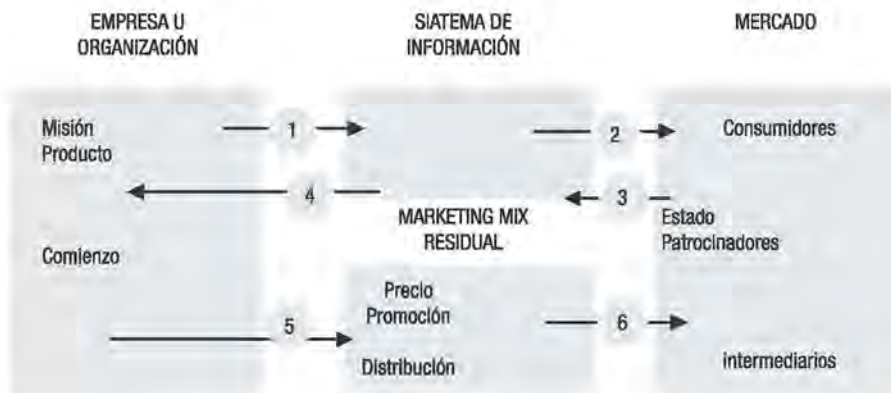 EMPRESA U
ORGANIZACIÓN
SIATEMA DE
INFORMACIÓN
MERCADO
Misión
Producto
1
2
Consumidores
4
3
MARKETING MIX
RESIDUAL
Estado
Patrocinadores
Comienzo
Precio
Promoción
5
6
Distribución
intermediarios